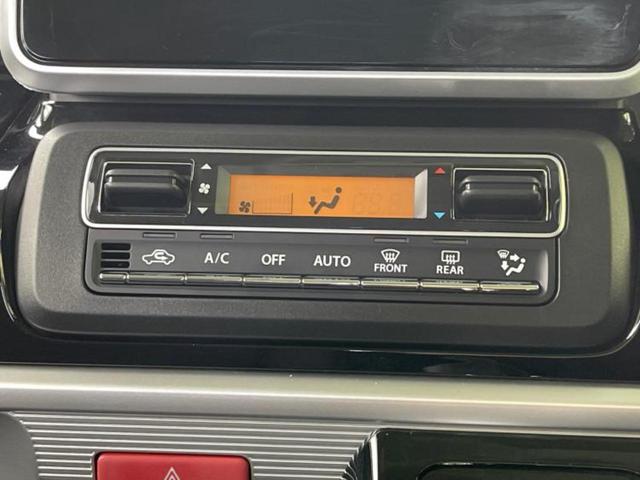 A/C OFF AUTO FRONT REAR